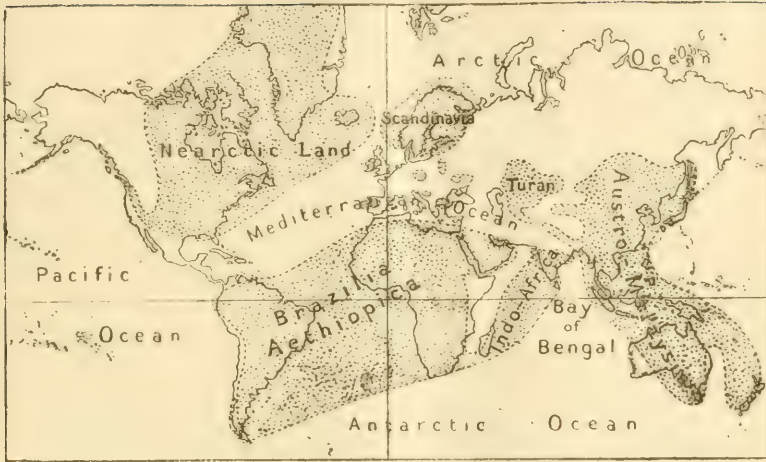 Arctic Ocean
Scandinavia
Nearctic Land
Turan
Mediterranean Ocean
Austro-Malaysia
Pacific Ocean
Brazilia
Aethiopica
Indo-Africa
Bay
of
Bengal
Antarctic Ocean